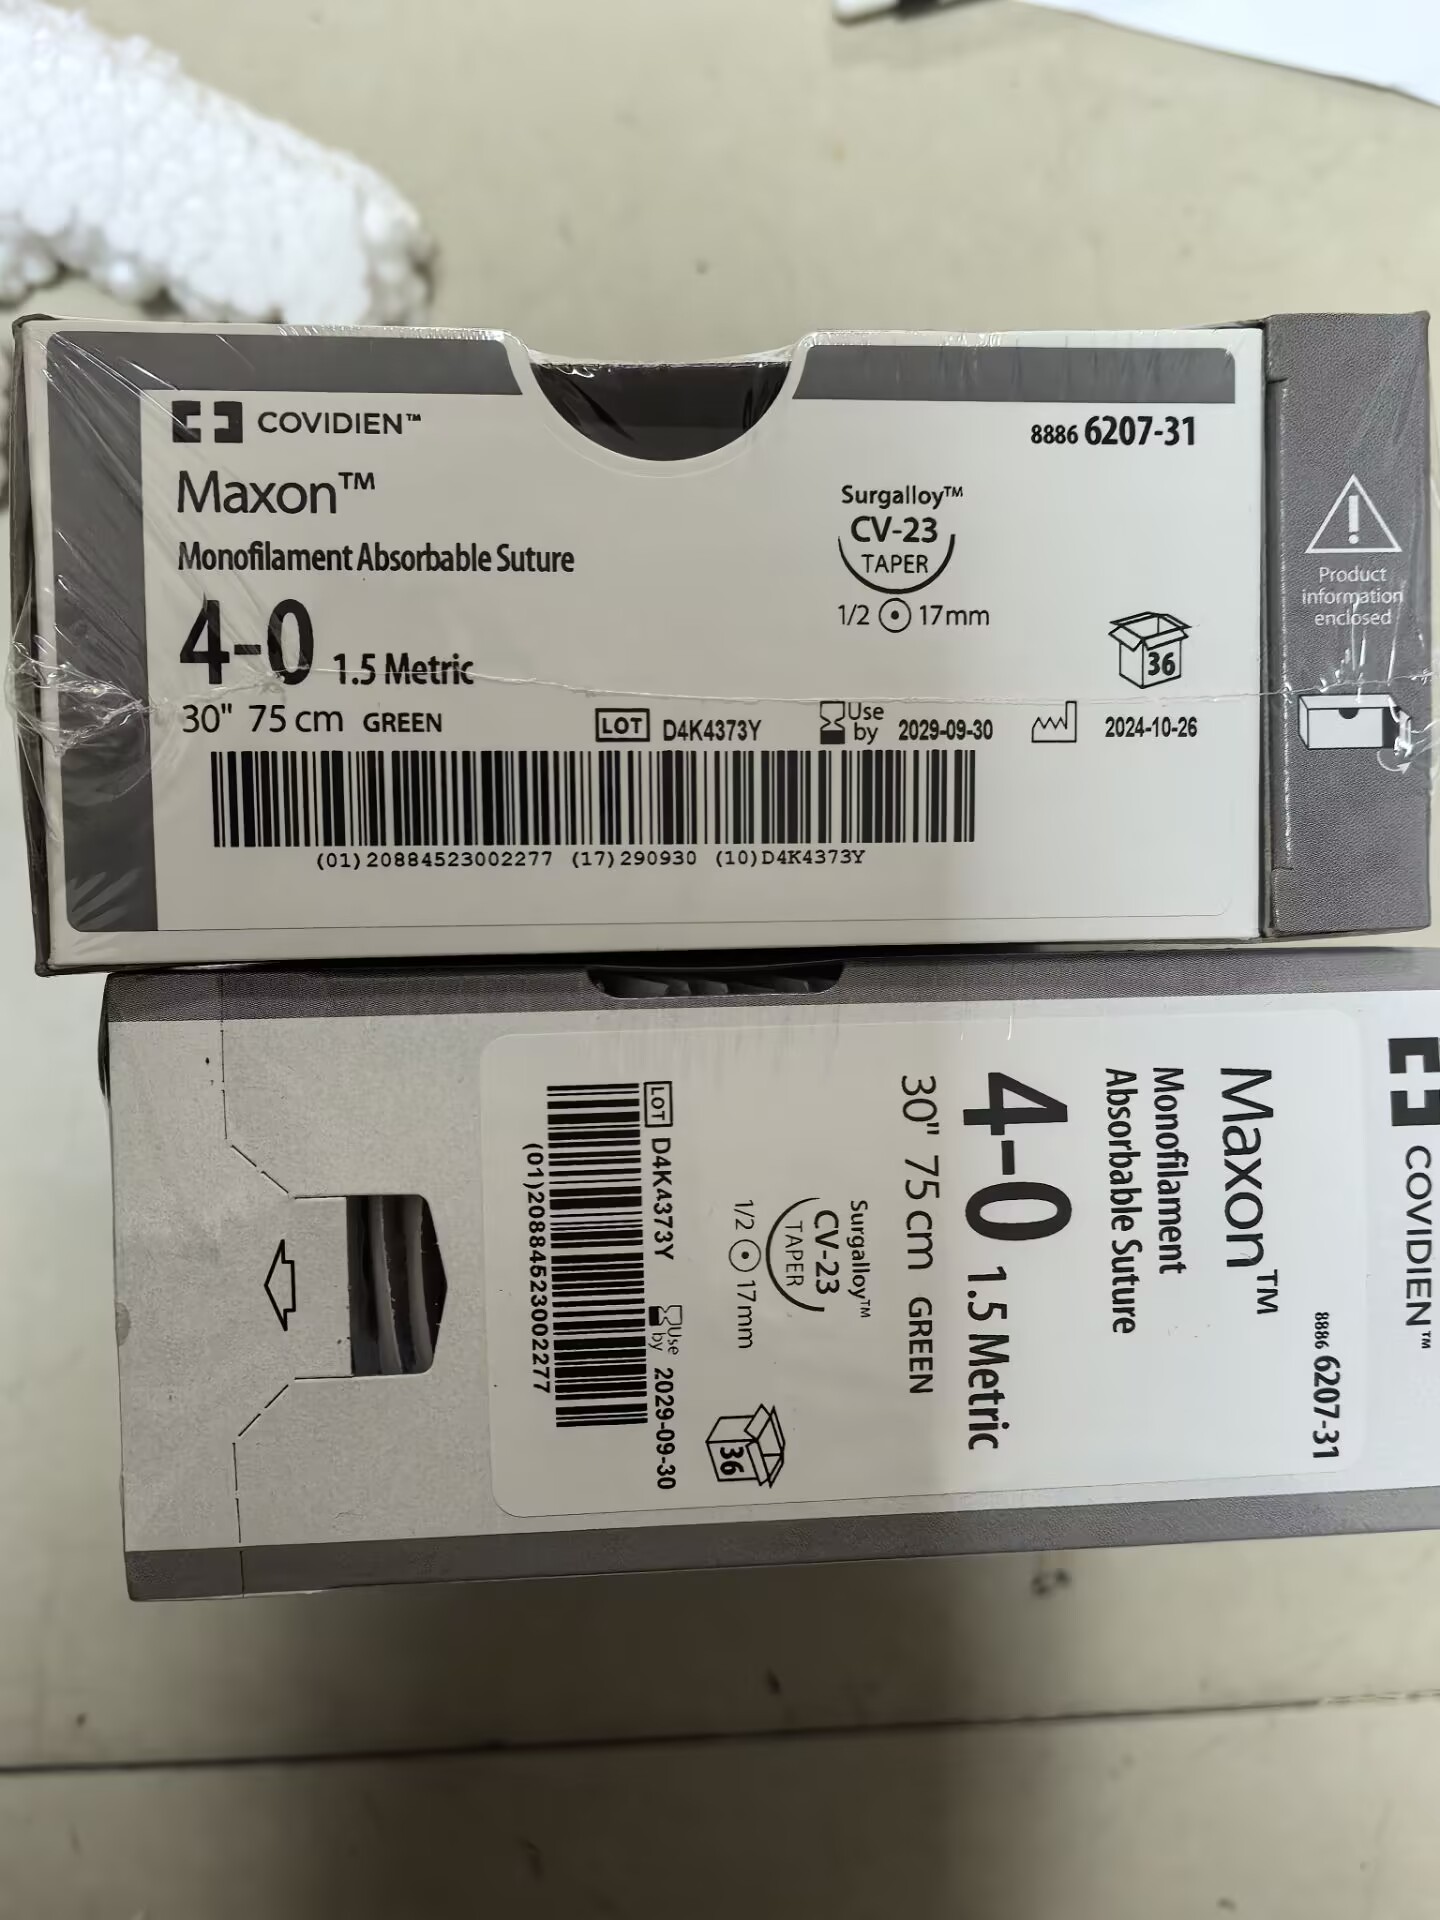 COVIDIEN™
8886 6207-31
Maxon™
Monofilament Absorbable Suture
4-0 1.5 Metric
30" 75 cm GREEN
Surgalloy™
CV-23
TAPER
1/2 17mm
36
LOT D4K4373Y
Use by 2029-09-30
2024-10-26
(01)20884523002277 (17)290930 (10)D4K4373Y
Product
information
enclosed
COVIDIEN™
8886 6207-31
Maxon™
Monofilament
Absorbable Suture
4-0 1.5 Metric
30" 75 cm GREEN
Surgalloy™
CV-23
TAPER
1/2 17mm
36
LOT D4K4373Y
Use by 2029-09-30
(01)20884523002277